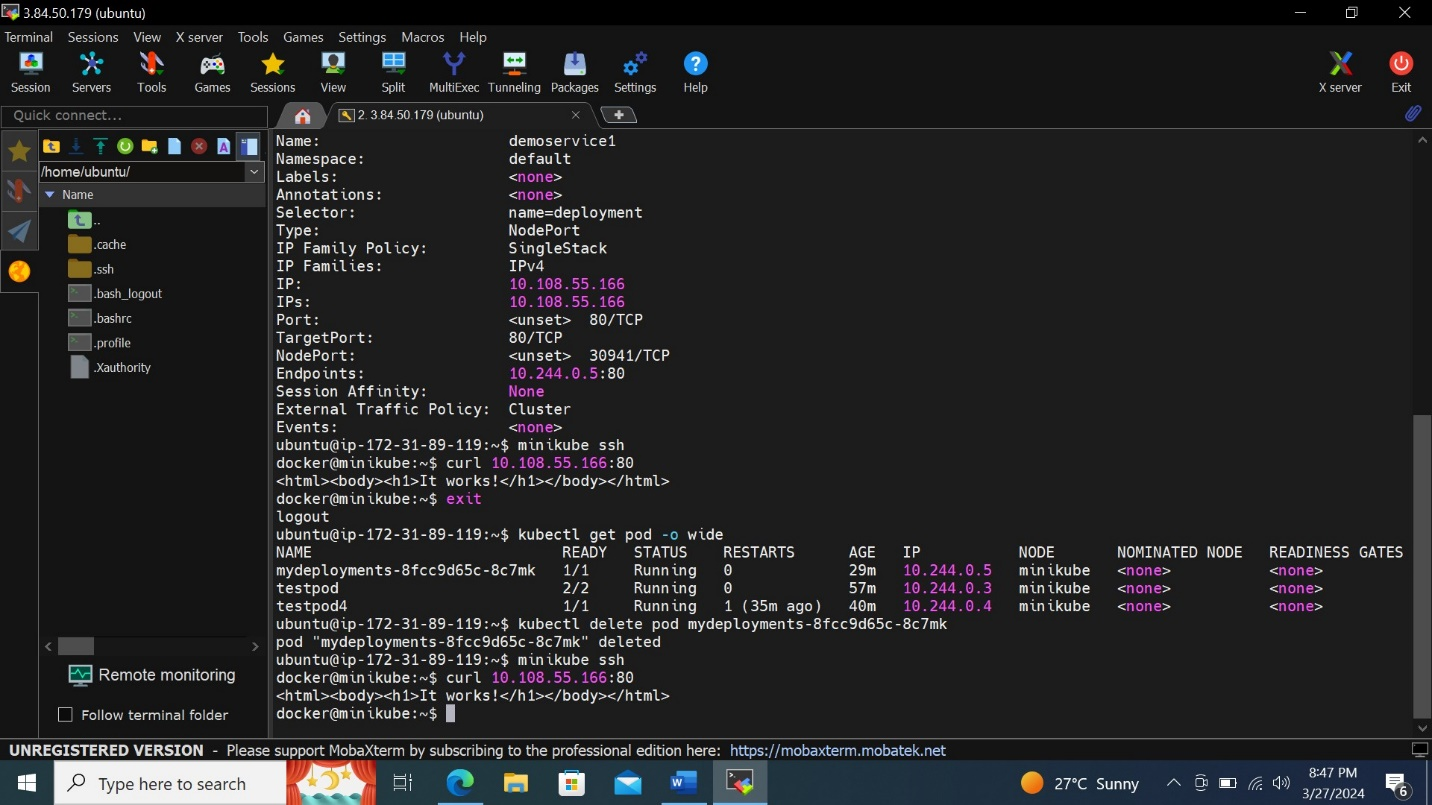 3.84.50.179 (ubuntu)
Terminal Sessions View X server Tools Games Settings Macros Help
Session Servers Tools Games Sessions View Split MultiExec Tunneling Packages Settings Help X server Exit
Quick connect...
2. 3.84.50.179 (ubuntu)
/home/ubuntu/
Name
..
.cache
.ssh
.bash_logout
.bashrc
.profile
.Xauthority
Remote monitoring
Follow terminal folder
Name: demoservice1
Namespace: default
Labels: <none>
Annotations: <none>
Selector: name=deployment
Type: NodePort
IP Family Policy: SingleStack
IP Families: IPv4
IP: 10.108.55.166
IPs: 10.108.55.166
Port: <unset> 80/TCP
TargetPort: 80/TCP
NodePort: <unset> 30941/TCP
Endpoints: 10.244.0.5:80
Session Affinity: None
External Traffic Policy: Cluster
Events: <none>
ubuntu@ip-172-31-89-119:~$ minikube ssh
docker@minikube:~$ curl 10.108.55.166:80
<html><body><h1>It works!</h1></body></html>
docker@minikube:~$ exit
logout
ubuntu@ip-172-31-89-119:~$ kubectl get pod -o wide
NAME READY STATUS RESTARTS AGE IP NODE NOMINATED NODE READINESS GATES
mydeployments-8fcc9d65c-8c7mk 1/1 Running 0 29m 10.244.0.5 minikube <none> <none>
testpod 2/2 Running 0 57m 10.244.0.3 minikube <none> <none>
testpod4 1/1 Running 1 (35m ago) 40m 10.244.0.4 minikube <none> <none>
ubuntu@ip-172-31-89-119:~$ kubectl delete pod mydeployments-8fcc9d65c-8c7mk
pod "mydeployments-8fcc9d65c-8c7mk" deleted
ubuntu@ip-172-31-89-119:~$ minikube ssh
docker@minikube:~$ curl 10.108.55.166:80
<html><body><h1>It works!</h1></body></html>
docker@minikube:~$
UNREGISTERED VERSION - Please support MobaXterm by subscribing to the professional edition here: https://mobaxterm.mobatek.net
Type here to search
27°C Sunny
8:47 PM
3/27/2024
6